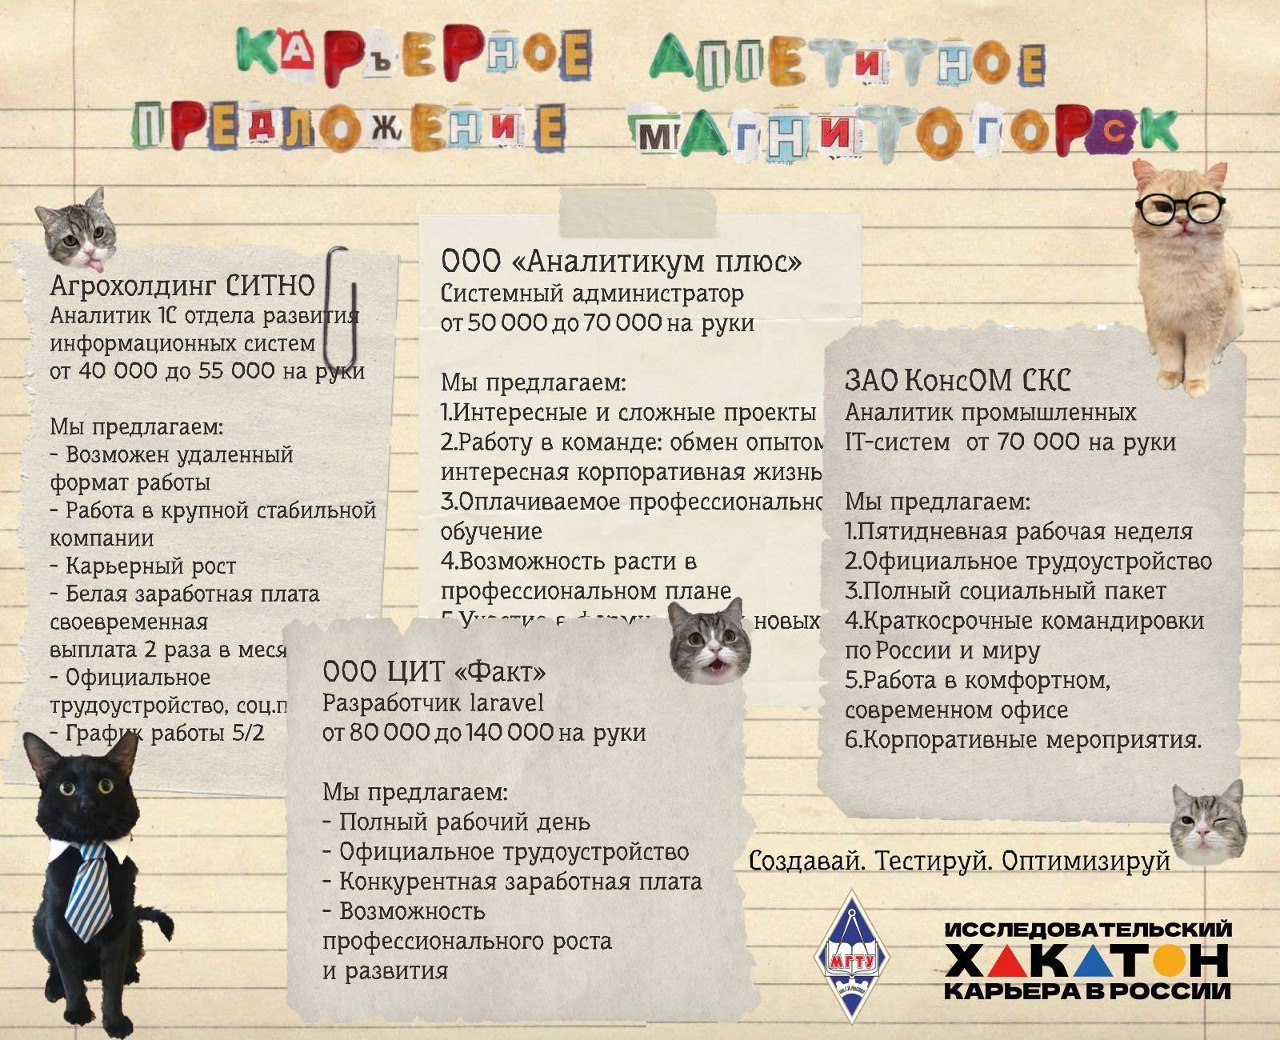 КАРЬЕРНОЕ АППЕТИТНОЕ
ПРЕДЛОЖЕНИЕ МАГНИТОГОРСК
Агрохолдинг СИТНО
Аналитик 1С отдела развития
информационных систем
от 40 000 до 55 000 на руки
Мы предлагаем:
- Возможен удаленный
формат работы
- Работа в крупной стабильной
компании
- Карьерный рост
- Белая заработная плата
своевременная
выплата 2 раза в меся
- Официальное
трудоустройство, соц.п
- График работы 5/2
ООО «Аналитикум плюс»
Системный администратор
от 50 000 до 70 000 на руки
Мы предлагаем:
1.Интересные и сложные проекты
2.Работу в команде: обмен опытом
интересная корпоративная жизнь
3.Оплачиваемое профессионально
обучение
4.Возможность расти в
профессиональном плане
5.Участие в новых
ЗАО КонсОМ СКС
Аналитик промышленных
IT-систем от 70 000 на руки
Мы предлагаем:
1.Пятидневная рабочая неделя
2.Официальное трудоустройство
3.Полный социальный пакет
4.Краткосрочные командировки
по России и миру
5.Работа в комфортном,
современном офисе
6.Корпоративные мероприятия.
ООО ЦИТ «Факт»
Разработчик laravel
от 80 000 до 140 000 на руки
Мы предлагаем:
- Полный рабочий день
- Официальное трудоустройство
- Конкурентная заработная плата
- Возможность
профессионального роста
и развития
Создавай. Тестируй. Оптимизируй
МГТУ
ИССЛЕДОВАТЕЛЬСКИЙ
ХАКАТОН
КАРЬЕРА В РОССИИ